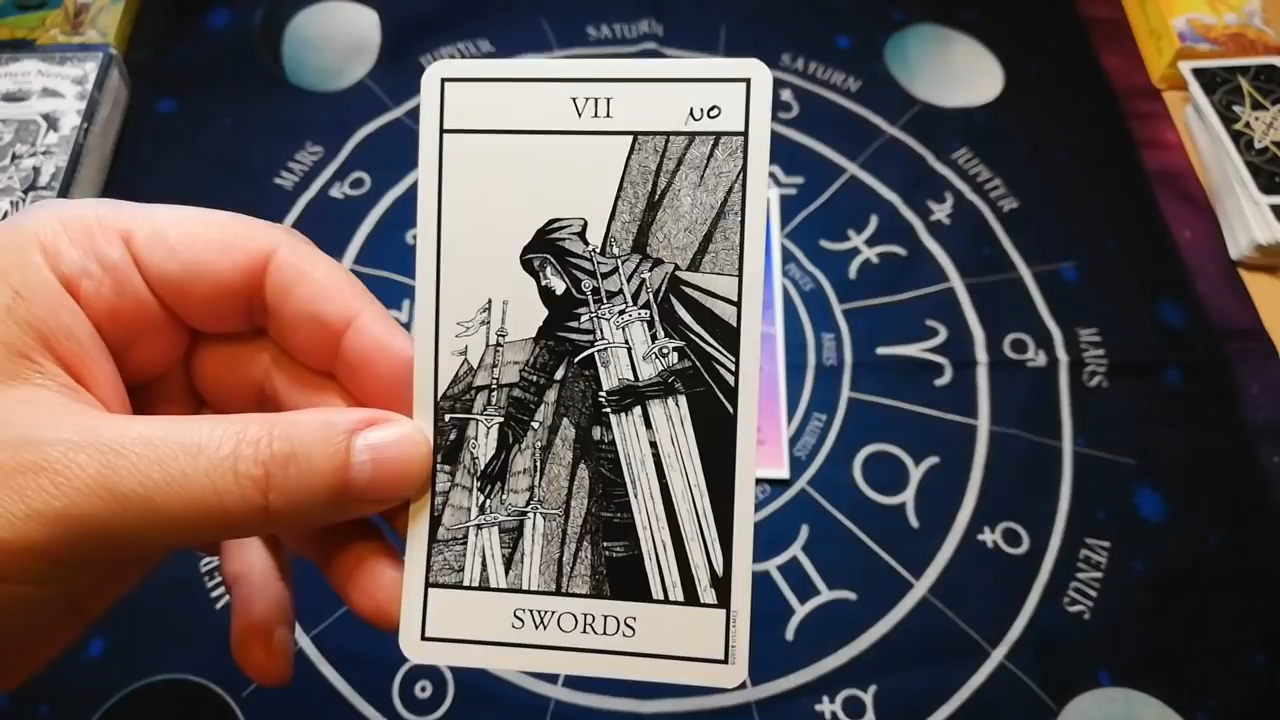 SATURN
JUPITER
SATURN
MARS
JUPITER
VII NO
PISCES
ARIES
TAURUS
MARS
VENUS
SWORDS